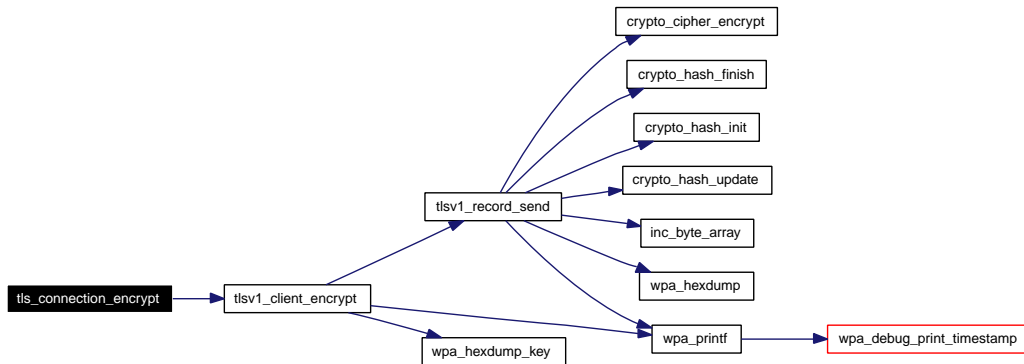 crypto_cipher_encrypt
crypto_hash_finish
crypto_hash_init
crypto_hash_update
tlsv1_record_send
inc_byte_array
wpa_hexdump
tls_connection_encrypt
tlsv1_client_encrypt
wpa_printf
wpa_debug_print_timestamp
wpa_hexdump_key